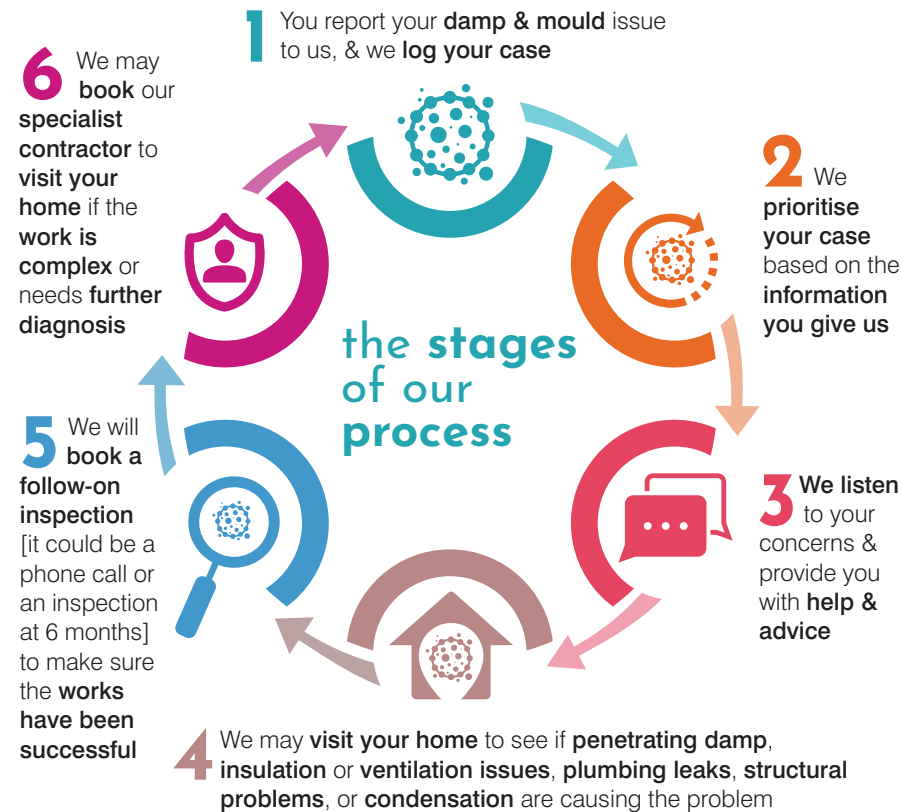 1 You report your damp & mould issue
to us, & we log your case
2 We
prioritise
your case
based on the
information
you give us
3 We listen
to your
concerns &
provide you
with help &
advice
4 We may visit your home to see if penetrating damp,
insulation or ventilation issues, plumbing leaks, structural
problems, or condensation are causing the problem
5 We will
book a
follow-on
inspection
[it could be a
phone call or
an inspection
at 6 months]
to make sure
the works
have been
successful
6 We may
book our
specialist
contractor to
visit your
home if the
work is
complex or
needs further
diagnosis
the stages
of our
process